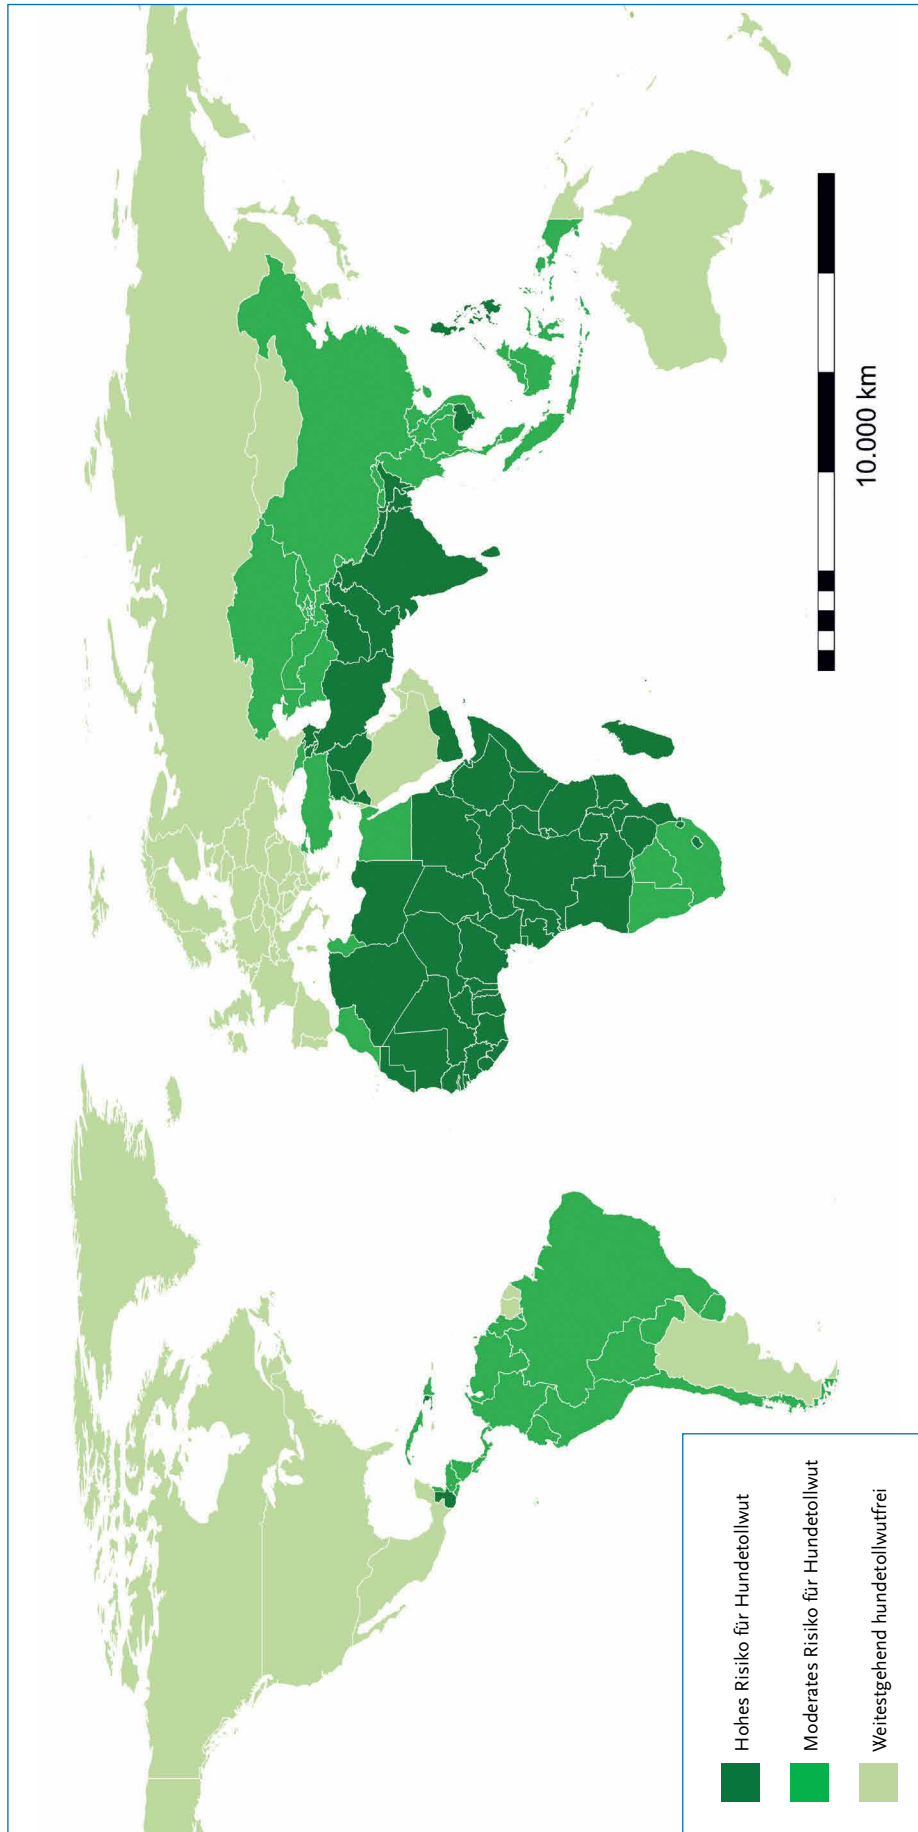 10.000 km
Hohes Risiko für Hundetollwut
Moderates Risiko für Hundetollwut
Weitestgehend hundetollwutfrei